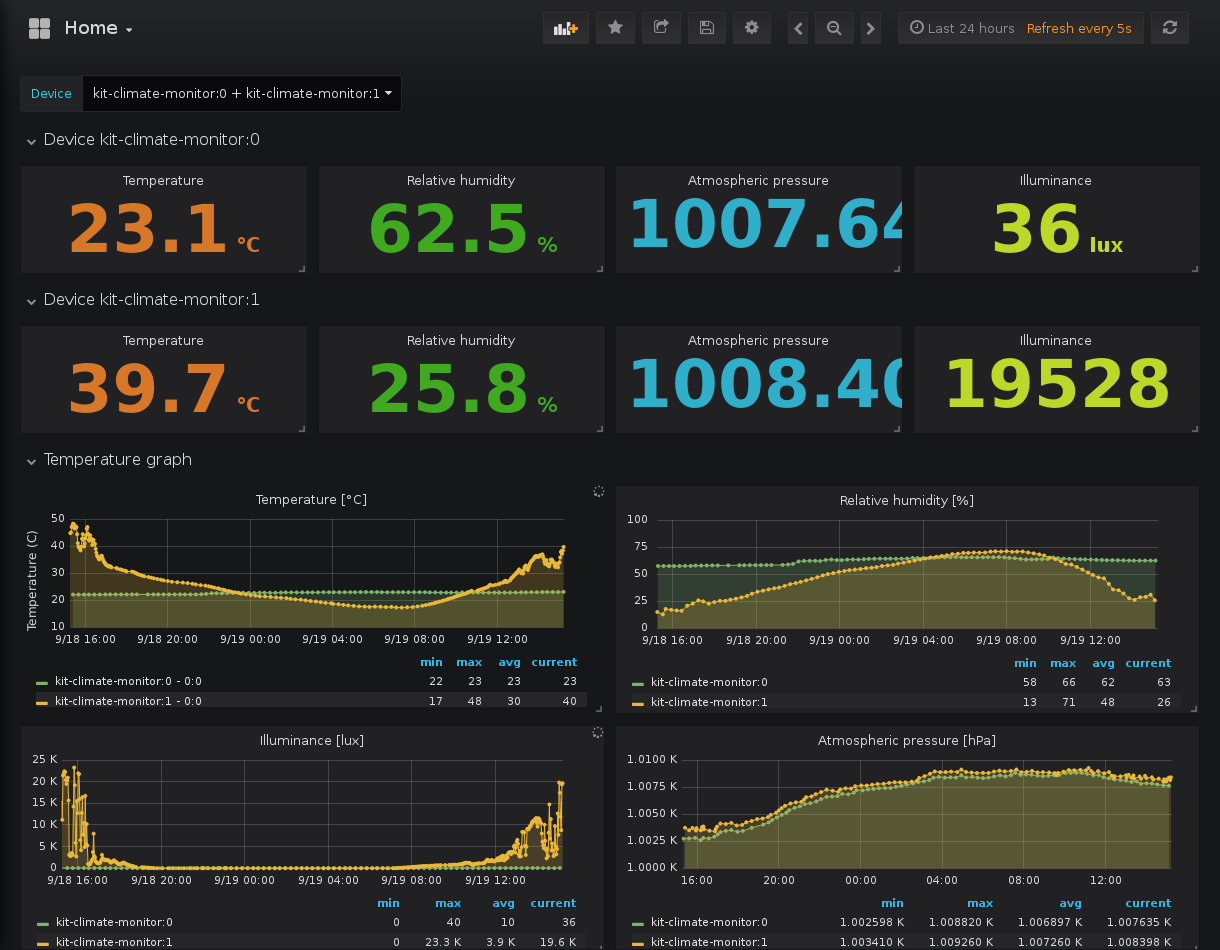 Home
Last 24 hours Refresh every 5s
Device kit-climate-monitor:0 + kit-climate-monitor:1
Device kit-climate-monitor:0
Temperature Relative humidity Atmospheric pressure Illuminance
23.1 °C 62.5 % 1007.64 36 lux
Device kit-climate-monitor:1
Temperature Relative humidity Atmospheric pressure Illuminance
39.7 °C 25.8 % 1008.40 19528
Temperature graph
Temperature [°C]
Temperature (C)
50
40
30
20
10
9/18 16:00 9/18 20:00 9/19 00:00 9/19 04:00 9/19 08:00 9/19 12:00
min max avg current
kit-climate-monitor:0 - 0:0 22 23 23 23
kit-climate-monitor:1 - 0:0 17 48 30 40
Relative humidity [%]
100
75
50
25
0
9/18 16:00 9/18 20:00 9/19 00:00 9/19 04:00 9/19 08:00 9/19 12:00
min max avg current
kit-climate-monitor:0 58 66 62 63
kit-climate-monitor:1 13 71 48 26
Illuminance [lux]
25 K
20 K
15 K
10 K
5 K
0
9/18 16:00 9/18 20:00 9/19 00:00 9/19 04:00 9/19 08:00 9/19 12:00
min max avg current
kit-climate-monitor:0 0 40 10 36
kit-climate-monitor:1 0 23.3 K 3.9 K 19.6 K
Atmospheric pressure [hPa]
1.0100 K
1.0075 K
1.0050 K
1.0025 K
1.0000 K
16:00 20:00 00:00 04:00 08:00 12:00
min max avg current
kit-climate-monitor:0 1.002598 K 1.008820 K 1.006897 K 1.007635 K
kit-climate-monitor:1 1.003410 K 1.009260 K 1.007260 K 1.008398 K